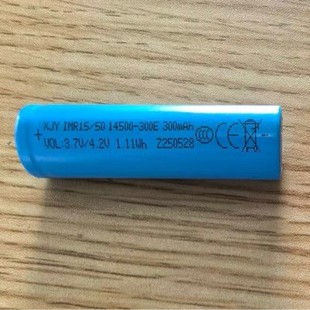 KJY IMR15/50 14500-300E 300mAh
+ VOL:3.7V/4.2V 1.11Wh Z250528